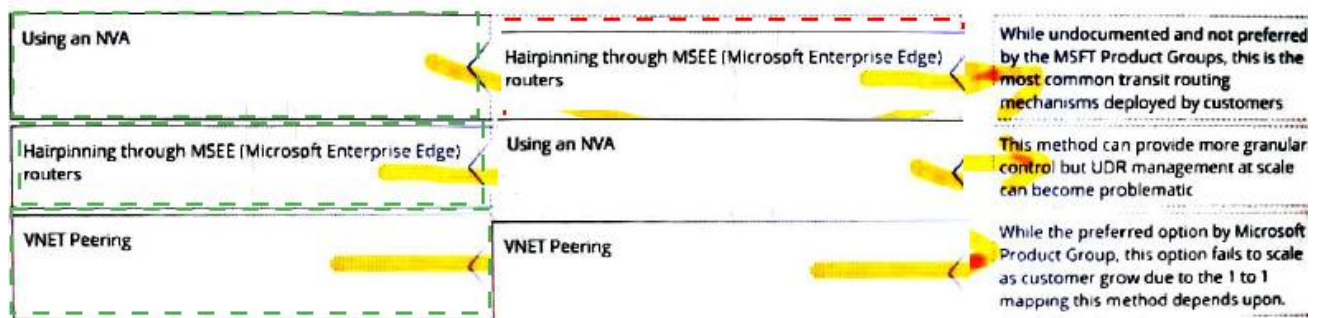 Using an NVA
Hairpinning through MSEE (Microsoft Enterprise Edge)
routers
While undocumented and not preferred
by the MSFT Product Groups, this is the
most common transit routing
mechanisms deployed by customers
Hairpinning through MSEE (Microsoft Enterprise Edge)
routers
Using an NVA
This method can provide more granular
control but UDR management at scale
can become problematic
VNET Peering
VNET Peering
While the preferred option by Microsoft
Product Group, this option fails to scale
as customer grow due to the 1 to 1
mapping this method depends upon.